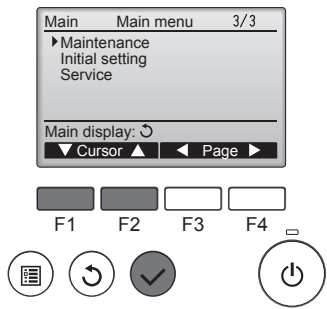 Main Main menu 3/3
Maintenance
Initial setting
Service
Main display:
Cursor Page
F1 F2 F3 F4